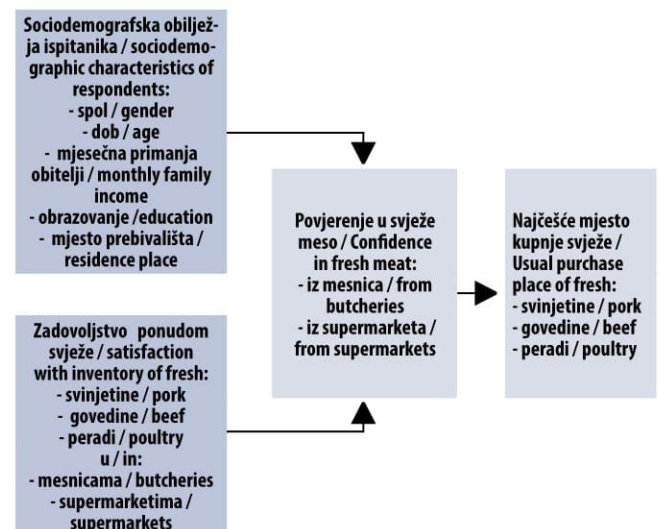 Sociodemografska obiljež-
ja ispitanika / sociodemo-
graphic characteristics of
respondents:
- spol / gender
- dob / age
- mjesečna primanja
obitelji / monthly family
income
- obrazovanje /education
- mjesto prebivališta /
residence place
Zadovoljstvo ponudom
svježe / satisfaction
with inventory of fresh:
- svinjetine / pork
- govedine / beef
- peradi / poultry
u / in:
- mesnicama / butcheries
- supermarketima /
supermarkets
Povjerenje u svježe
meso / Confidence
in fresh meat:
- iz mesnica / from
butcheries
- iz supermarketa /
from supermarkets
Najčešće mjesto
kupnje svježe /
Usual purchase
place of fresh:
- svinjetine / pork
- govedine / beef
- peradi / poultry